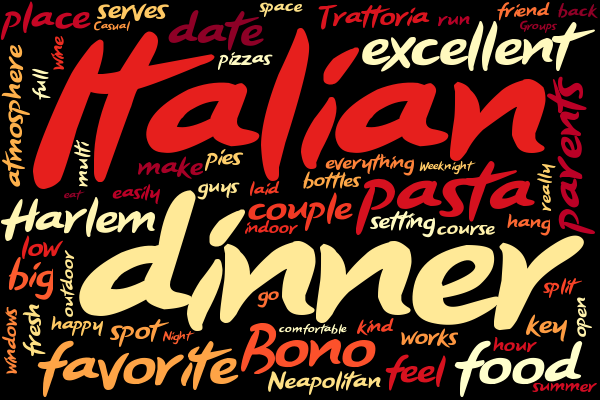 place
serves
Casual
date
space
Trattoria
run
friend
back
Groups
wine
full
atmosphere
pizzas
excellent
Italian
multi
make
pies
everything
Weeknight
parents
eat
easily
guys
laid
bottles
pasta
really
Harlem
couple
indoor
setting
course
hang
low
big
outdoor
dinner
go
split
windows
fresh
happy
spot
Night
comfortable
kind
works
key
open
favorite
Bono
Neapolitan
feel
hour
food
summer